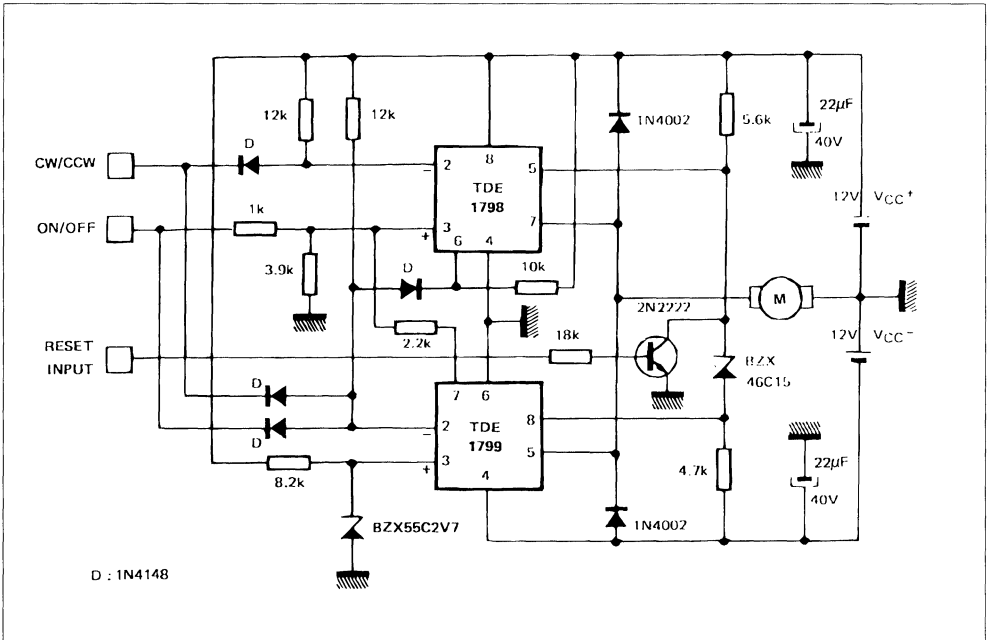 12k
12k
1N4002
5.6k
22µF
40V
CW/CCW
D
2
8
5
TDE
1798
–
12V
VCC+
ON/OFF
1k
3
7
+
6
4
3.9k
D
10k
2N2222
M
RESET
INPUT
2.2k
18k
12V
VCC–
BZX
46C15
D
7
6
2
TDE
1799
8
–
D
3
5
+
4
8.2k
4.7k
22µF
40V
BZX55C2V7
1N4002
D : 1N4148